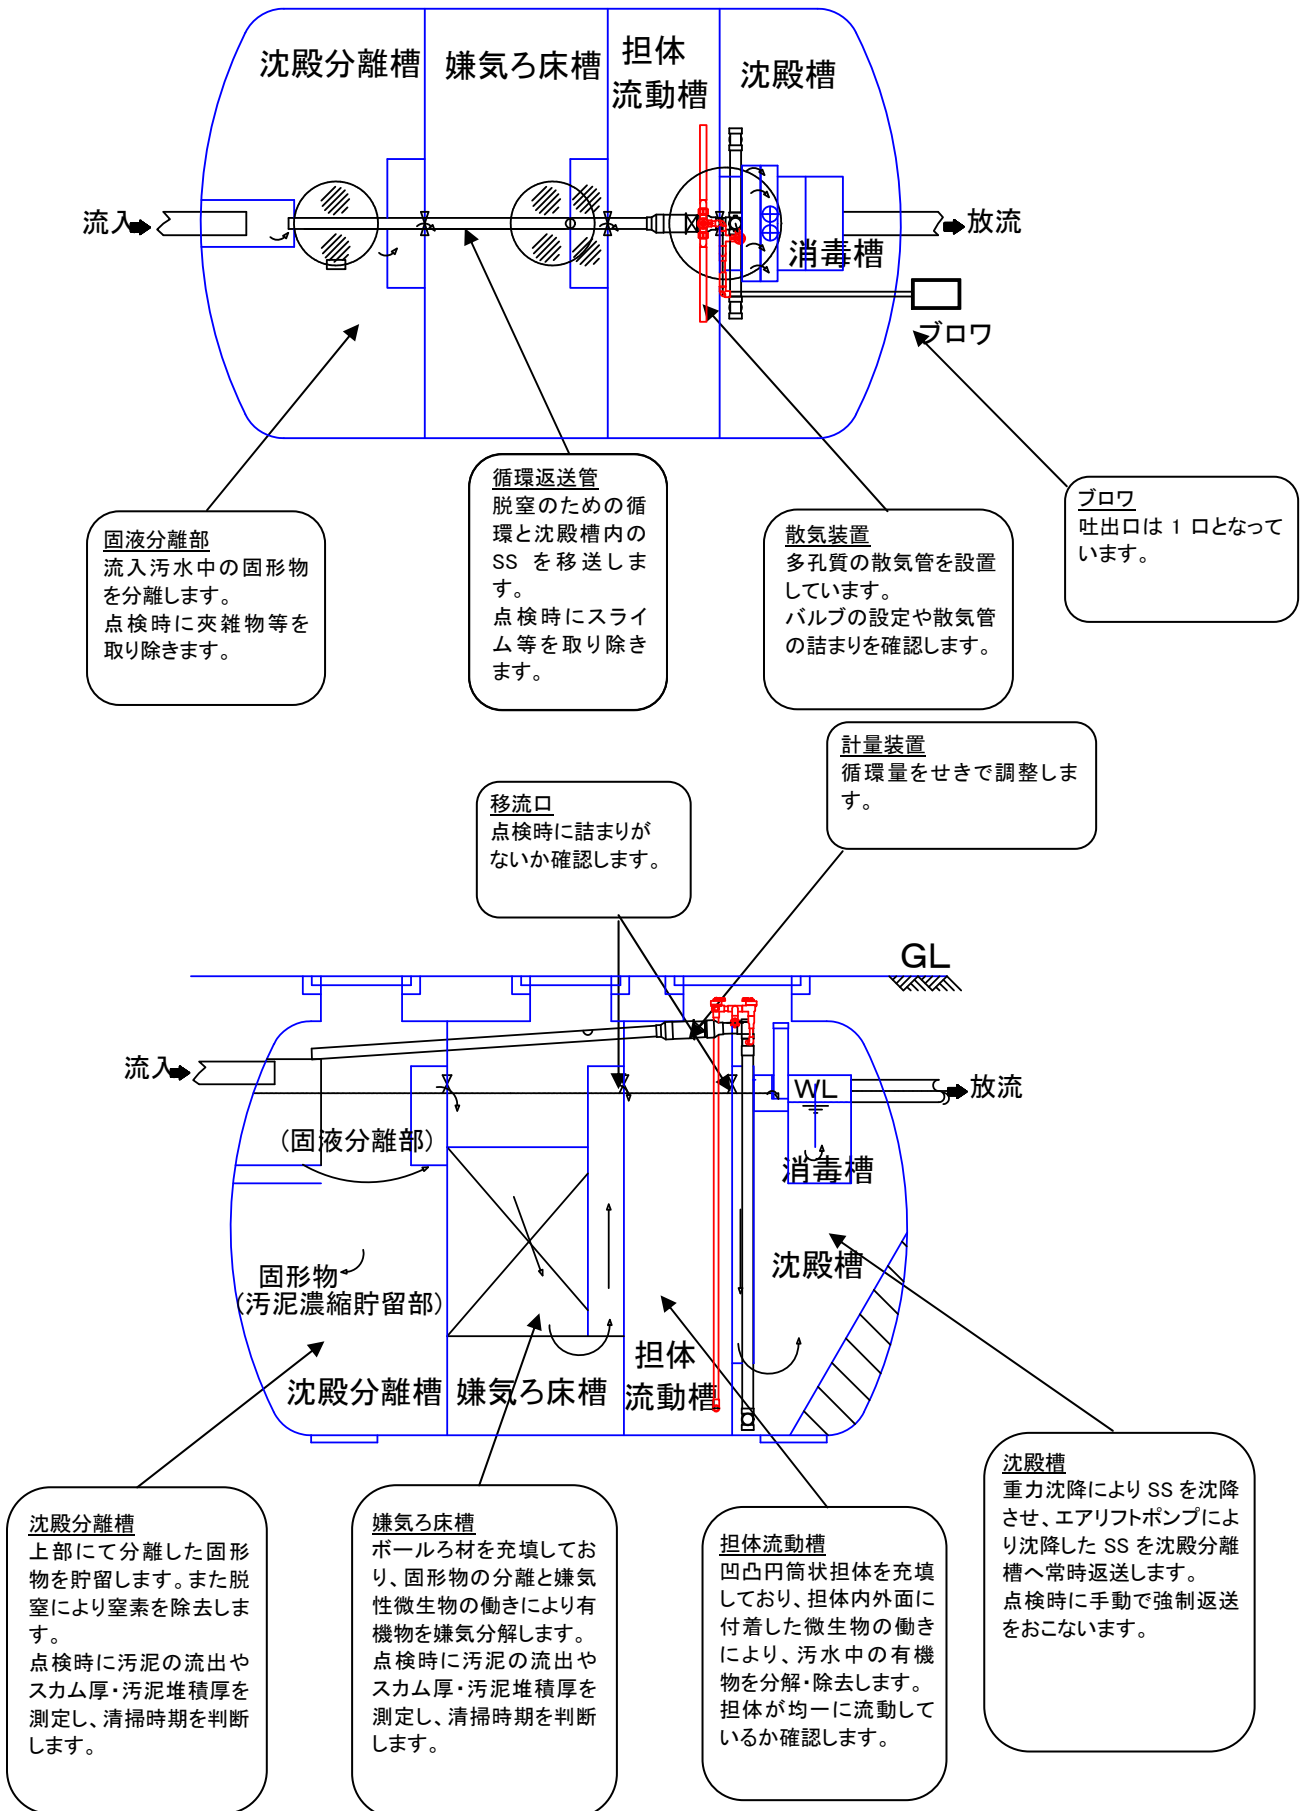 沈殿分離槽
嫌気ろ床槽
担体
流動槽
沈殿槽
流入
放流
消毒槽
ブロワ
固液分離部
流入汚水中の固形物
を分離します。
点検時に夾雑物等を
取り除きます。
循環返送管
脱窒のための循
環と沈殿槽内の
SS を移送しま
す。
点検時にスライ
ム等を取り除き
ます。
散気装置
多孔質の散気管を設置
しています。
バルブの設定や散気管
の詰まりを確認します。
ブロワ
吐出口は 1 口となって
います。
計量装置
循環量をせきで調整しま
す。
移流口
点検時に詰まりが
ないか確認します。
GL
流入
放流
WL
(固液分離部)
消毒槽
固形物
(汚泥濃縮貯留部)
沈殿槽
担体
流動槽
沈殿分離槽
嫌気ろ床槽
沈殿分離槽
上部にて分離した固形
物を貯留します。また脱
窒により窒素を除去しま
す。
点検時に汚泥の流出や
スカム厚・汚泥堆積厚を
測定し、清掃時期を判断
します。
嫌気ろ床槽
ボールろ材を充填してお
り、固形物の分離と嫌気
性微生物の働きにより有
機物を嫌気分解します。
点検時に汚泥の流出や
スカム厚・汚泥堆積厚を
測定し、清掃時期を判断
します。
担体流動槽
凹凸円筒状担体を充填
しており、担体内外面に
付着した微生物の働き
により、汚水中の有機
物を分解・除去します。
担体が均一に流動して
いるか確認します。
沈殿槽
重力沈降により SS を沈降
させ、エアリフトポンプによ
り沈降した SS を沈殿分離
槽へ常時返送します。
点検時に手動で強制返送
をおこないます。